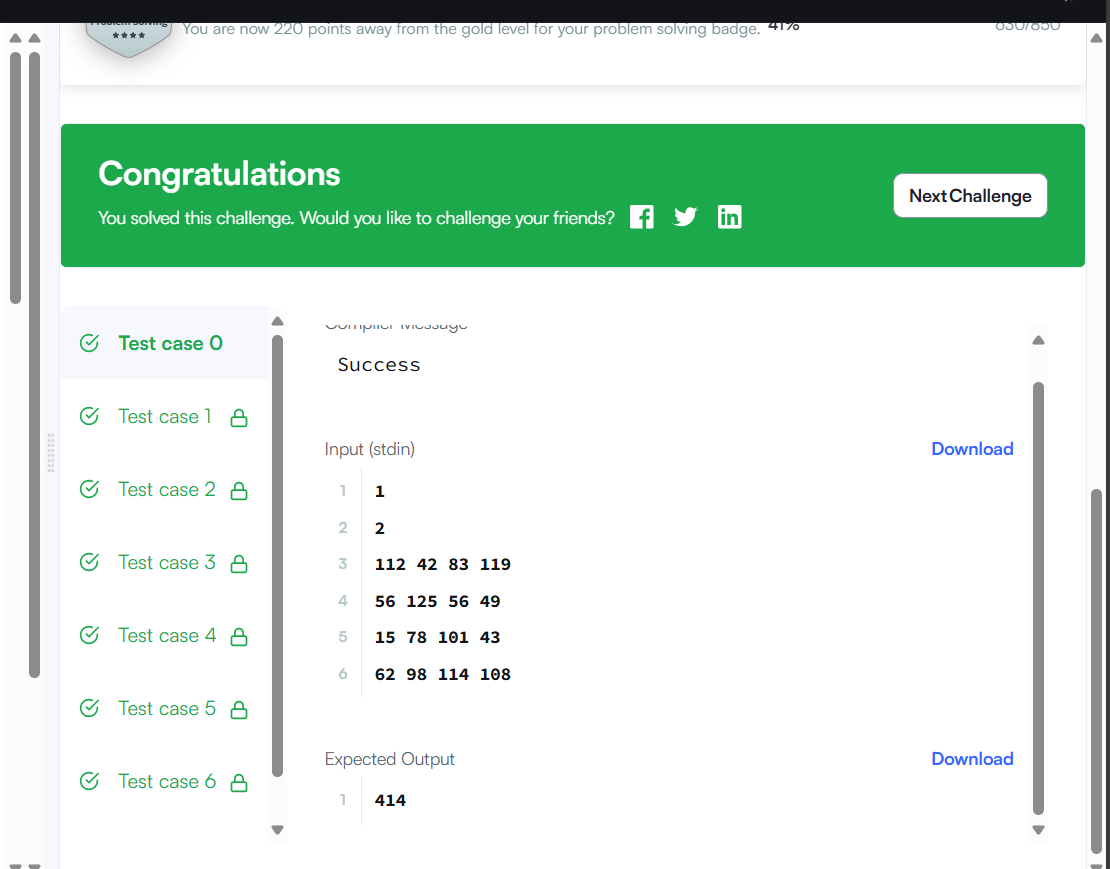 Problem Solving
You are now 220 points away from the gold level for your problem solving badge.
41%
630/850
Congratulations
You solved this challenge. Would you like to challenge your friends?
Next Challenge
Test case 0
Test case 1
Test case 2
Test case 3
Test case 4
Test case 5
Test case 6
Compiler Message
Success
Input (stdin)
Download
1 1
2 2
3 112 42 83 119
4 56 125 56 49
5 15 78 101 43
6 62 98 114 108
Expected Output
Download
1 414